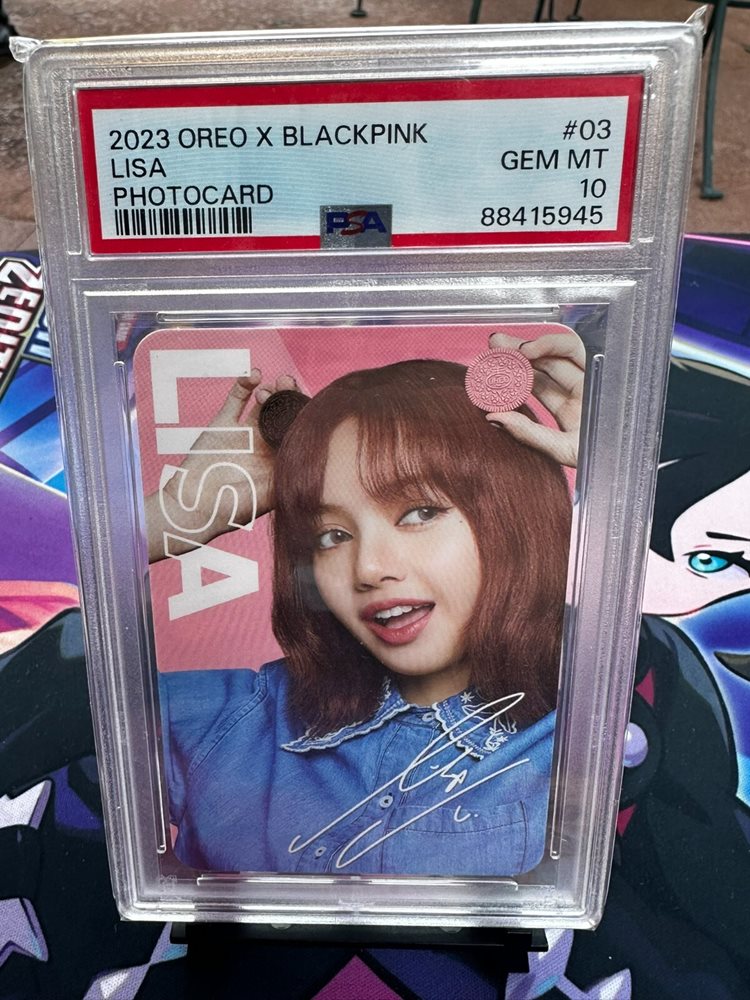 2023 OREO X BLACKPINK #03
LISA GEM MT
PHOTOCARD 10
PSA 88415945
LISA